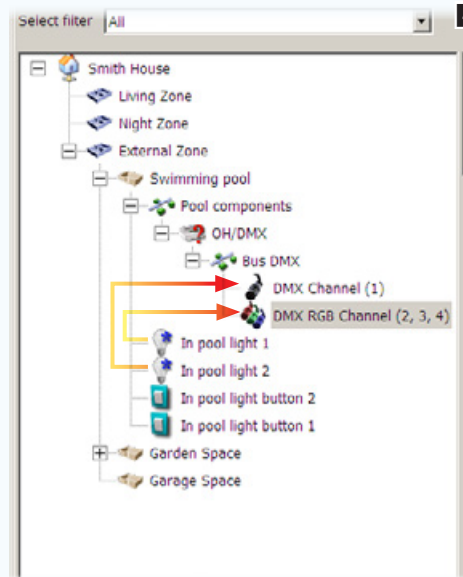 Select filter All
Smith House
Living Zone
Night Zone
External Zone
Swimming pool
Pool components
OH/DMX
Bus DMX
DMX Channel (1)
DMX RGB Channel (2, 3, 4)
In pool light 1
In pool light 2
In pool light button 2
In pool light button 1
Garden Space
Garage Space